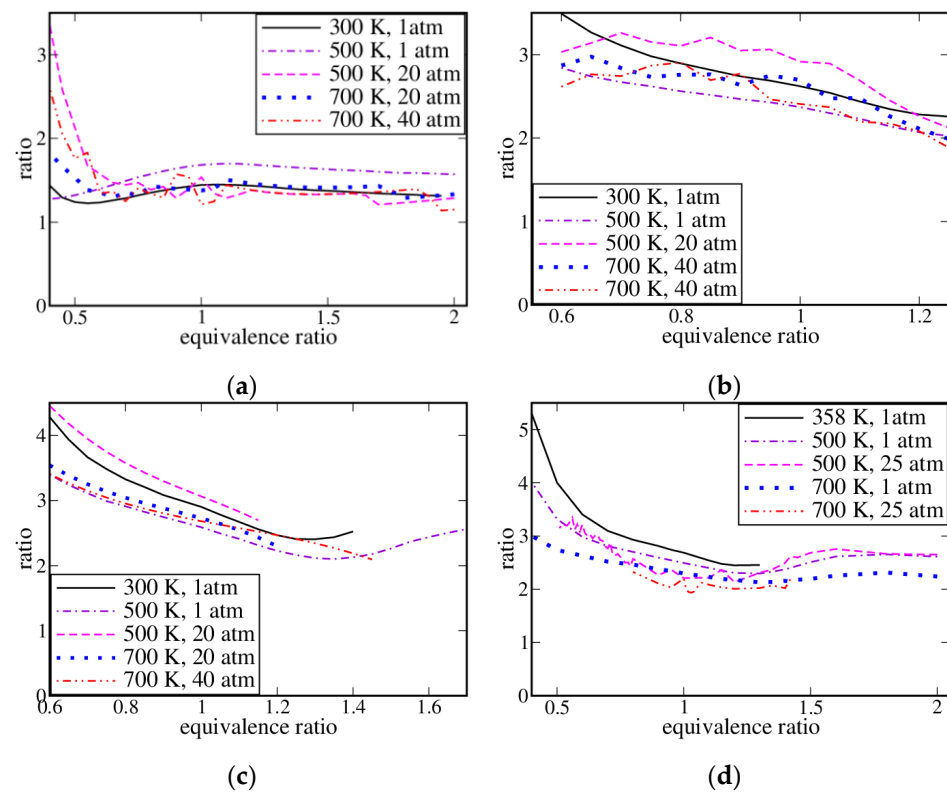 3
2
1
0
ratio
0.5
1
1.5
2
equivalence ratio
300 K, 1atm
500 K, 1 atm
500 K, 20 atm
700 K, 20 atm
700 K, 40 atm
(a)
3
2
1
0
ratio
300 K, 1atm
500 K, 1 atm
500 K, 20 atm
700 K, 40 atm
700 K, 40 atm
0.6
0.8
1
1.2
equivalence ratio
(b)
4
3
2
1
0
ratio
300 K, 1atm
500 K, 1 atm
500 K, 20 atm
700 K, 20 atm
700 K, 40 atm
0.6
0.8
1.0
1.2
1.4
1.6
equivalence ratio
(c)
5
4
3
2
1
0
ratio
358 K, 1atm
500 K, 1 atm
500 K, 25 atm
700 K, 1 atm
700 K, 25 atm
0.5
1
1.5
2
equivalence ratio
(d)